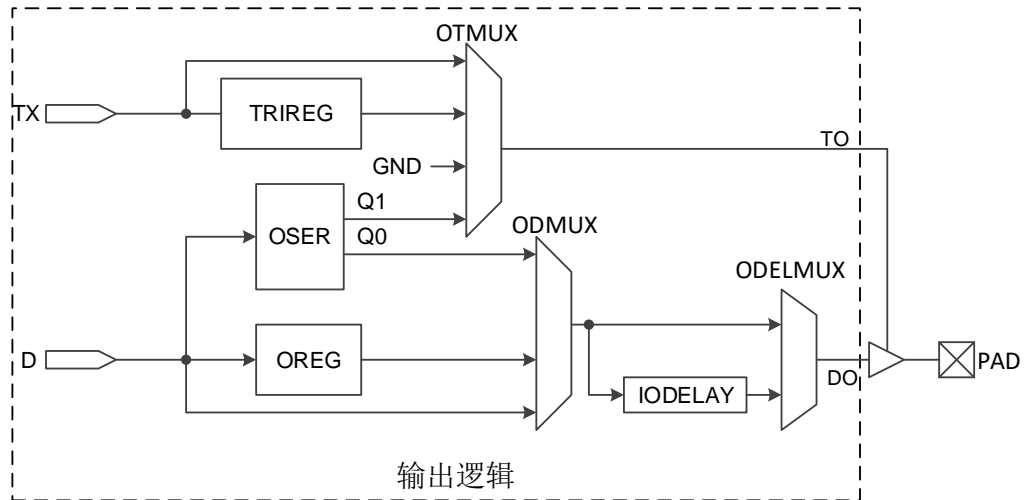 OTMUX
TX
TRIREG
TO
GND
Q1
OSER
Q0
ODMUX
ODELMUX
D
OREG
DO
PAD
IODELAY
输出逻辑